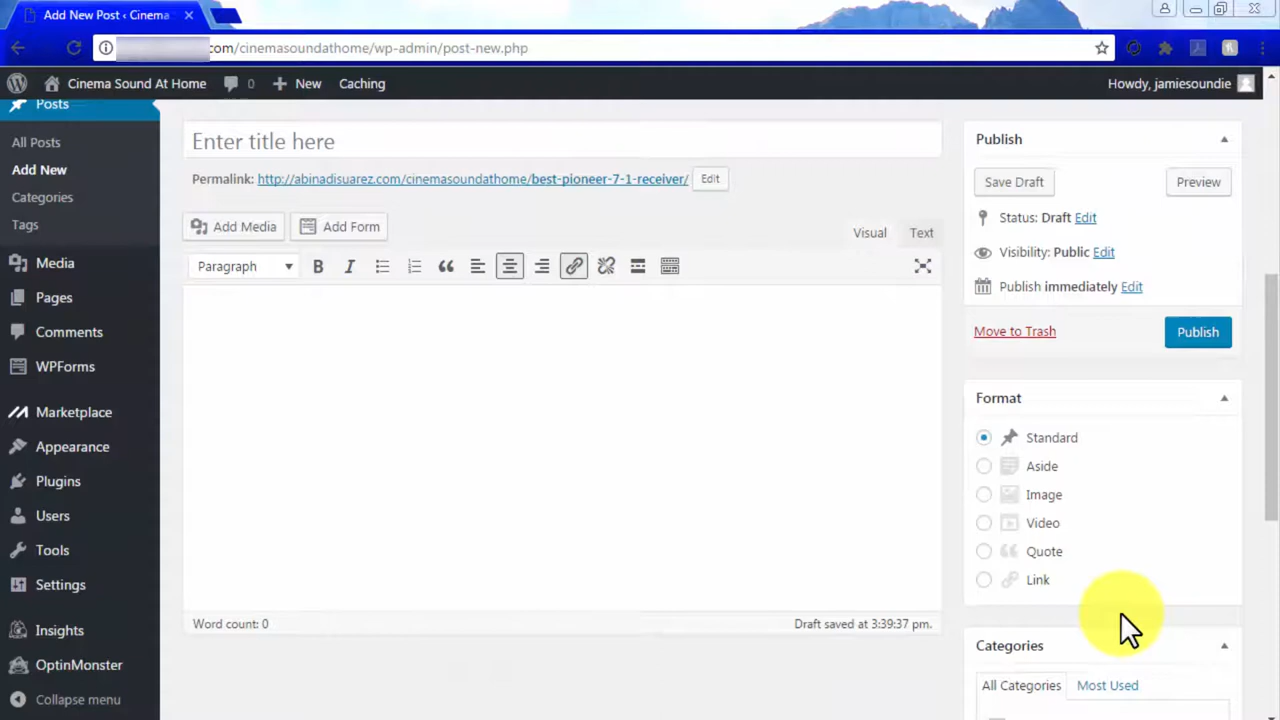 Add New Post ‹ Cinema
com/cinemasoundathome/wp-admin/post-new.php
Cinema Sound At Home 0 New Caching Howdy, jamiesoundie
Posts
All Posts
Add New
Categories
Tags
Media
Pages
Comments
WPForms
Marketplace
Appearance
Plugins
Users
Tools
Settings
Insights
OptinMonster
Collapse menu
Enter title here
Permalink: http://abinadisuarez.com/cinemasoundathome/best-pioneer-7-1-receiver/ Edit
Add Media Add Form Visual Text
Paragraph
Word count: 0 Draft saved at 3:39:37 pm.
Publish
Save Draft Preview
Status: Draft Edit
Visibility: Public Edit
Publish immediately Edit
Move to Trash Publish
Format
Standard
Aside
Image
Video
Quote
Link
Categories
All Categories Most Used